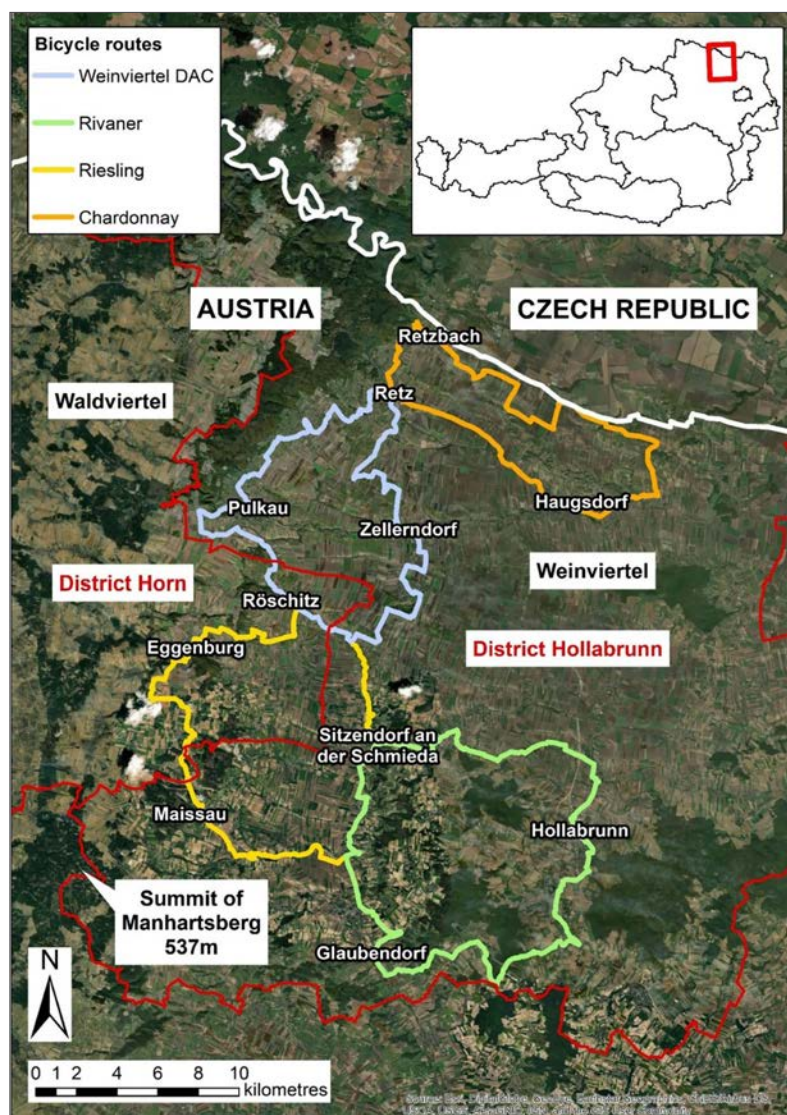 Bicycle routes
Weinviertel DAC
Rivaner
Riesling
Chardonnay
AUSTRIA
CZECH REPUBLIC
Retzbach
Waldviertel
Retz
Pulkau
Haugsdorf
Zellerndorf
Weinviertel
District Horn
Röschitz
Eggenburg
District Hollabrunn
Sitzendorf an
der Schmieda
Maissau
Hollabrunn
Summit of
Manhartsberg
537m
Glaubendorf
N
0 1 2 4 6 8 10
kilometres